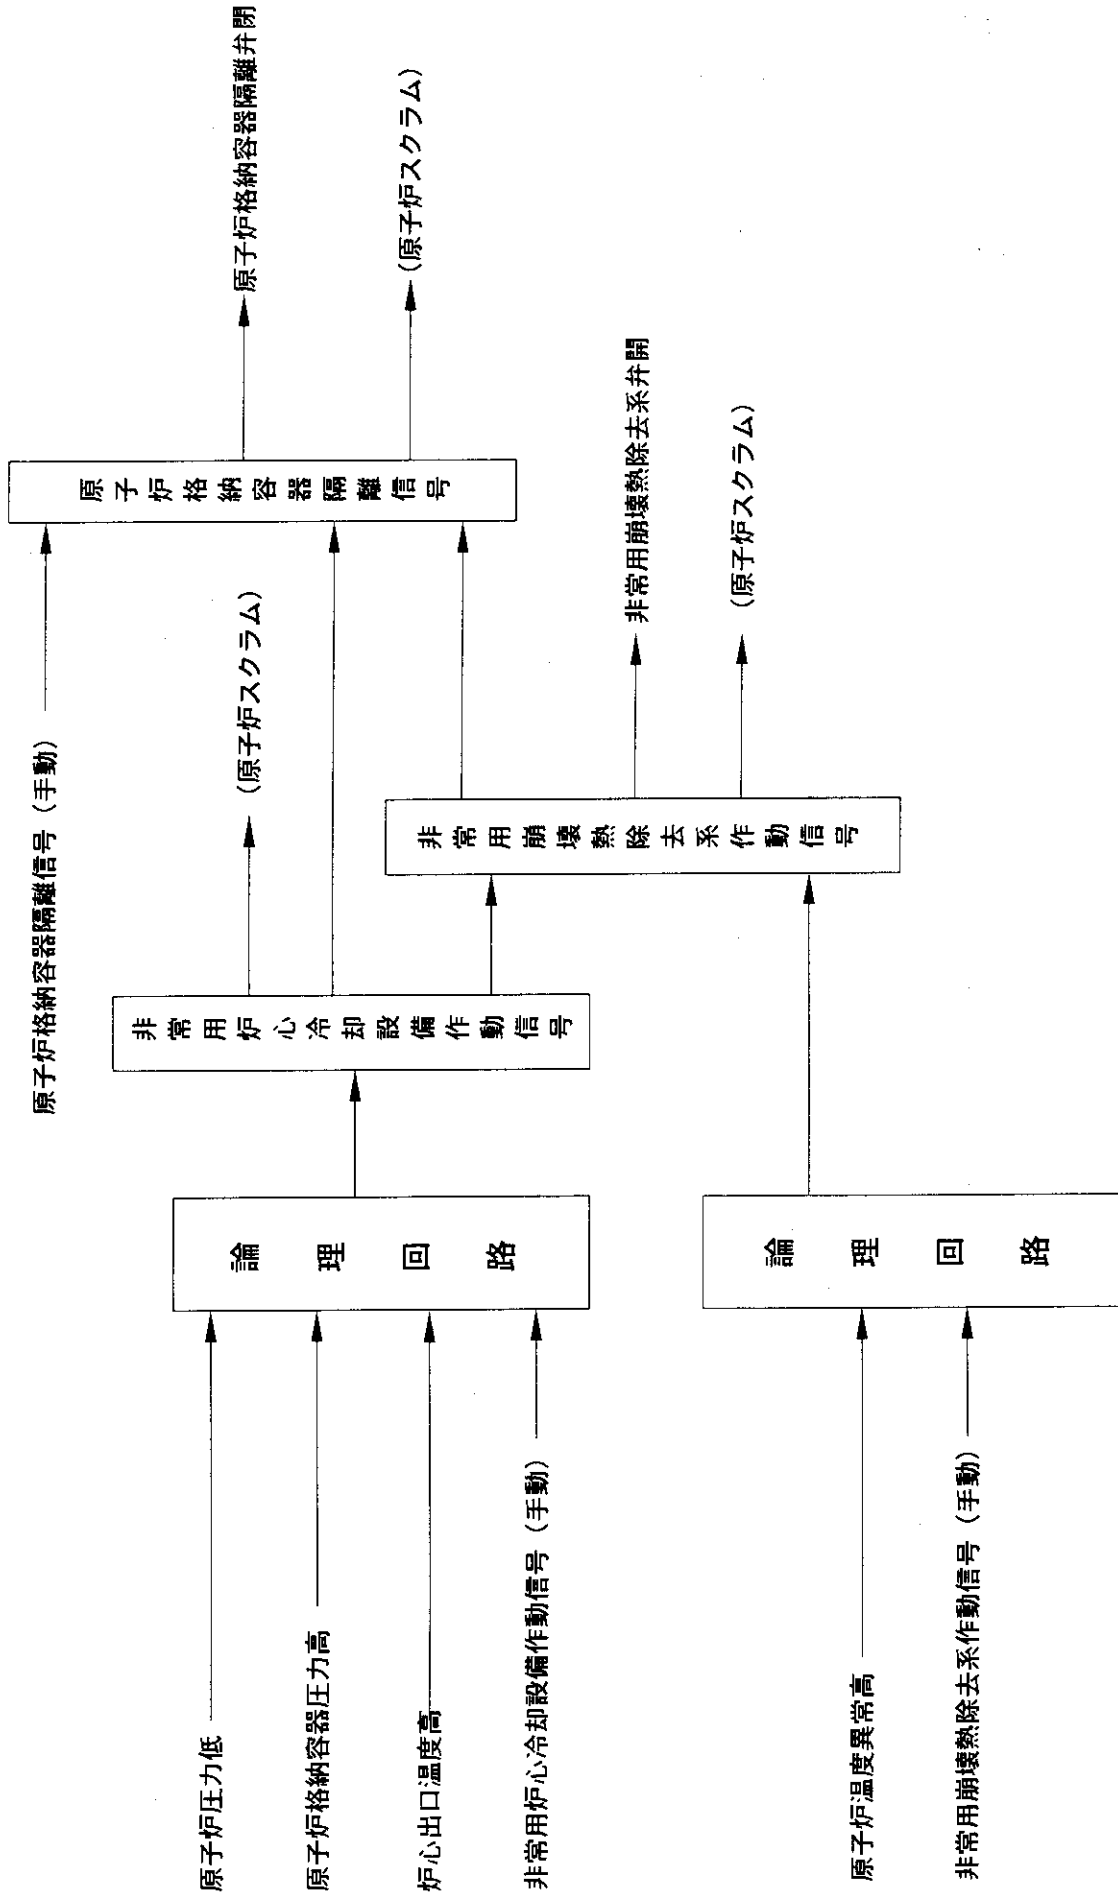 原子炉圧力低
原子炉格納容器圧力高
炉心出口温度高
非常用炉心冷却設備作動信号（手動）
論理回路
非常用炉心冷却設備作動信号
（原子炉スクラム）
原子炉温度異常高
非常用崩壊熱除去系作動信号（手動）
論理回路
非常用崩壊熱除去系作動信号
非常用崩壊熱除去系弁開
（原子炉スクラム）
原子炉格納容器隔離信号（手動）
原子炉格納容器隔離信号
原子炉格納容器隔離弁閉
（原子炉スクラム）